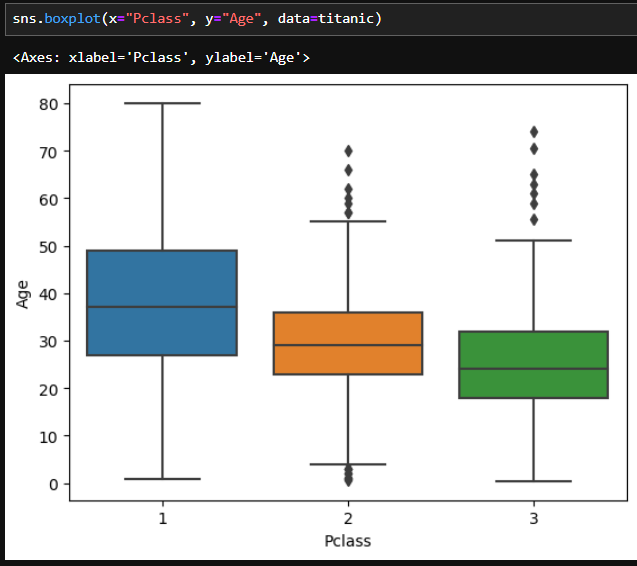 sns.boxplot(x="Pclass", y="Age", data=titanic)
<Axes: xlabel='Pclass', ylabel='Age'>
80
70
60
50
40
30
20
10
0
Age
1 2 3
Pclass